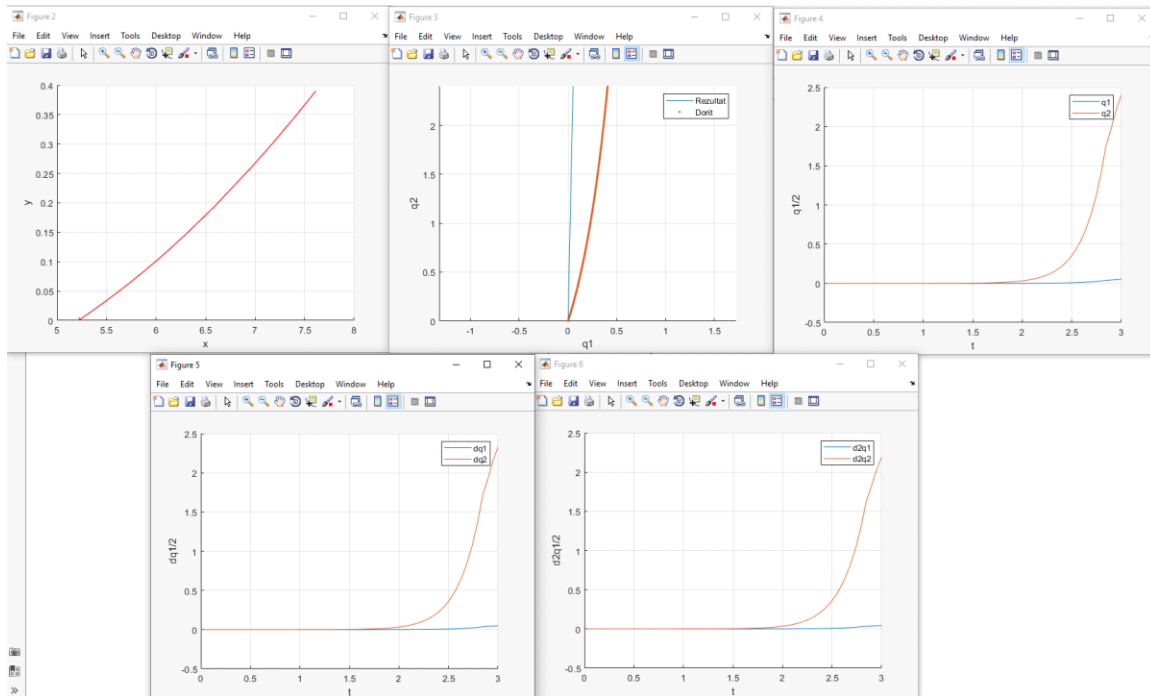 Figure 2
File Edit View Insert Tools Desktop Window Help
0.4
0.35
0.3
0.25
0.2
0.15
0.1
0.05
0
y
5 5.5 6 6.5 7 7.5 8
x
Figure 3
File Edit View Insert Tools Desktop Window Help
Rezultat
Dorit
2
1.5
1
0.5
0
q2
-1 -0.5 0 0.5 1 1.5
q1
Figure 4
File Edit View Insert Tools Desktop Window Help
q1
q2
2.5
2
1.5
1
0.5
0
-0.5
q1/2
0 0.5 1 1.5 2 2.5 3
t
Figure 5
File Edit View Insert Tools Desktop Window Help
dq1
dq2
2.5
2
1.5
1
0.5
0
-0.5
dq1/2
0 0.5 1 1.5 2 2.5 3
t
Figure 6
File Edit View Insert Tools Desktop Window Help
d2q1
d2q2
2.5
2
1.5
1
0.5
0
-0.5
d2q1/2
0 0.5 1 1.5 2 2.5 3
t